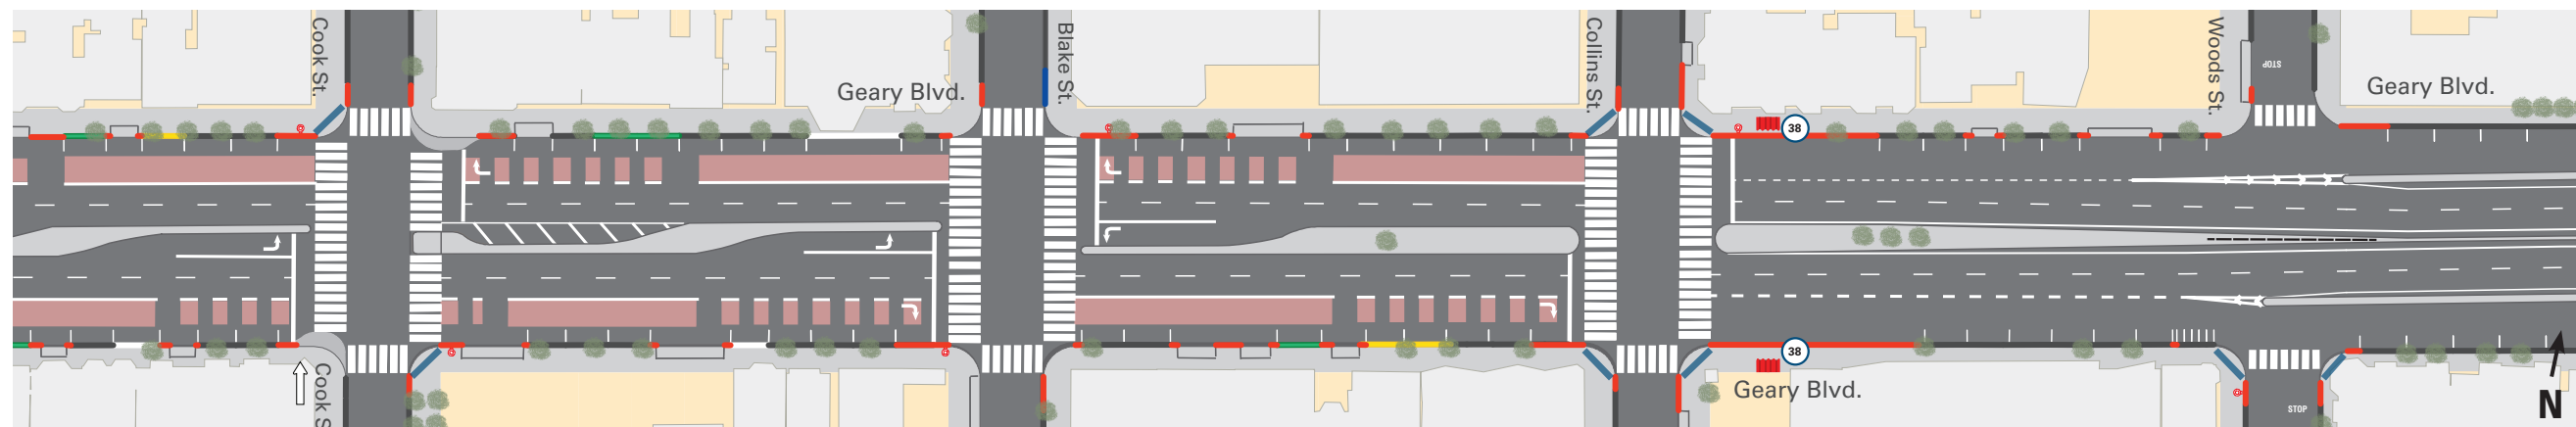 Cook St.
Blake St.
Collins St.
Woods St.
STOP
Geary Blvd.
Geary Blvd.
38
38
Geary Blvd.
Cook S
STOP
N